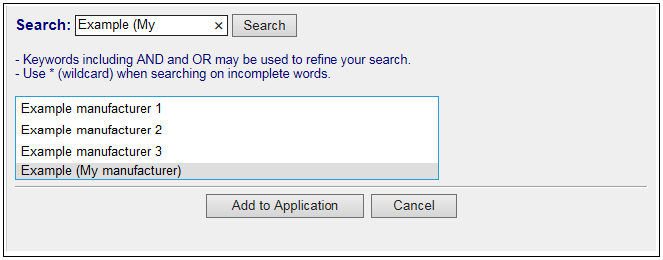 Search: Example (My × Search
- Keywords including AND and OR may be used to refine your search.
- Use * (wildcard) when searching on incomplete words.
Example manufacturer 1
Example manufacturer 2
Example manufacturer 3
Example (My manufacturer)
Add to Application Cancel